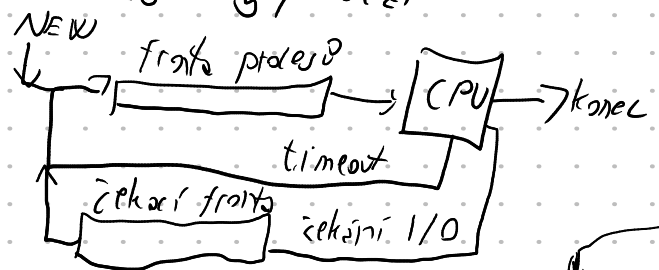 NEW
fronta procesů
CPU
konec
timeout
čekací fronta
čekání I/O